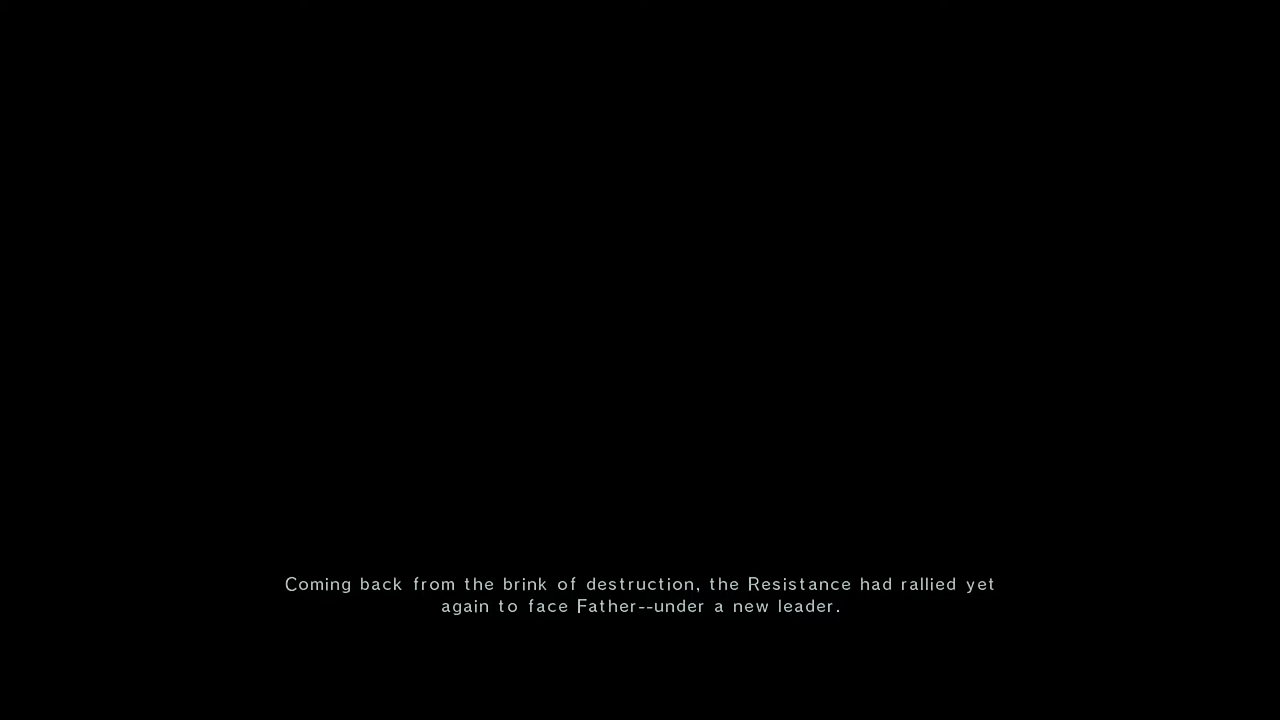 Coming back from the brink of destruction, the Resistance had rallied yet
again to face Father--under a new leader.